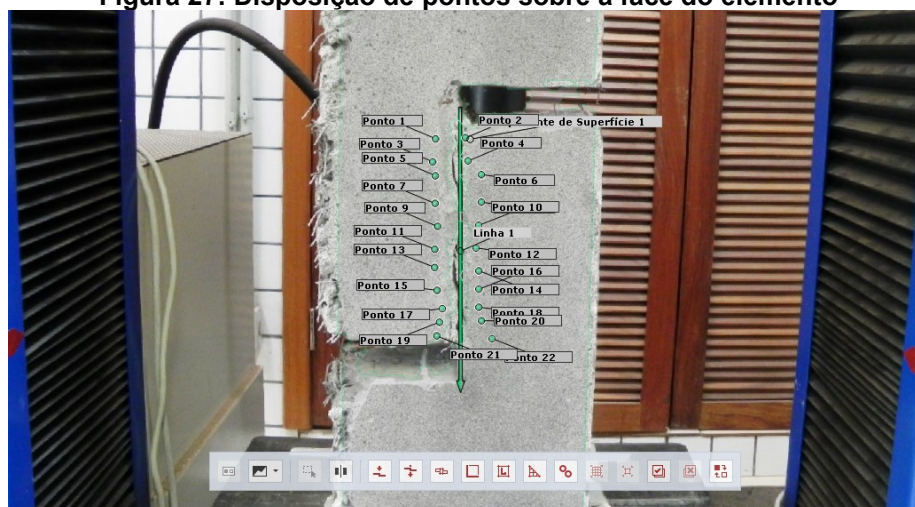 Figura 27: Disposição de pontos sobre a face do elemento
Ponto 1
Ponto 2
nte de Superfície 1
Ponto 3
Ponto 4
Ponto 5
Ponto 6
Ponto 7
Ponto 9
Ponto 10
Ponto 11
Linha 1
Ponto 13
Ponto 12
Ponto 16
Ponto 15
Ponto 14
Ponto 17
Ponto 18
Ponto 20
Ponto 19
Ponto 21
onto 22